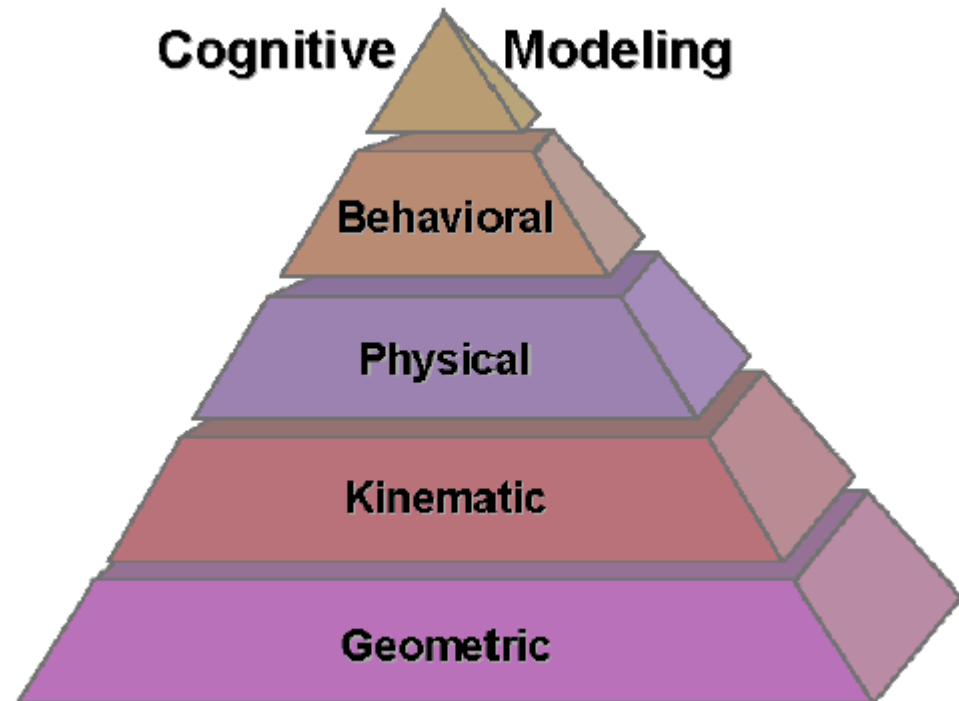 Cognitive Modeling
Behavioral
Physical
Kinematic
Geometric